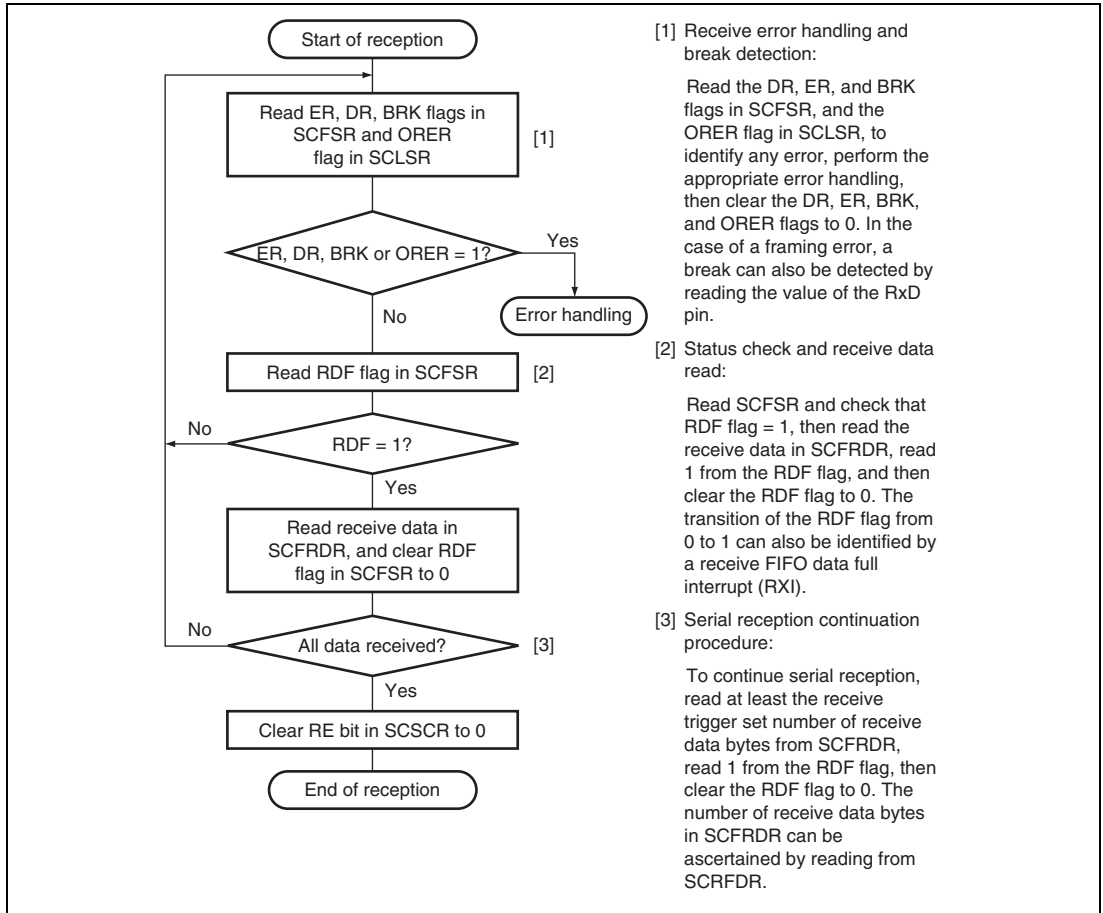 Start of reception
Read ER, DR, BRK flags in
SCFSR and ORER
flag in SCLSR
[1]
ER, DR, BRK or ORER = 1?
Yes
Error handling
No
Read RDF flag in SCFSR
[2]
No
RDF = 1?
Yes
Read receive data in
SCFRDR, and clear RDF
flag in SCFSR to 0
No
All data received?
[3]
Yes
Clear RE bit in SCSCR to 0
End of reception
[1] Receive error handling and
break detection:
Read the DR, ER, and BRK
flags in SCFSR, and the
ORER flag in SCLSR, to
identify any error, perform the
appropriate error handling,
then clear the DR, ER, BRK,
and ORER flags to 0. In the
case of a framing error, a
break can also be detected by
reading the value of the RxD
pin.
[2] Status check and receive data
read:
Read SCFSR and check that
RDF flag = 1, then read the
receive data in SCFRDR, read
1 from the RDF flag, and then
clear the RDF flag to 0. The
transition of the RDF flag from
0 to 1 can also be identified by
a receive FIFO data full
interrupt (RXI).
[3] Serial reception continuation
procedure:
To continue serial reception,
read at least the receive
trigger set number of receive
data bytes from SCFRDR,
read 1 from the RDF flag, then
clear the RDF flag to 0. The
number of receive data bytes
in SCFRDR can be
ascertained by reading from
SCRFDR.